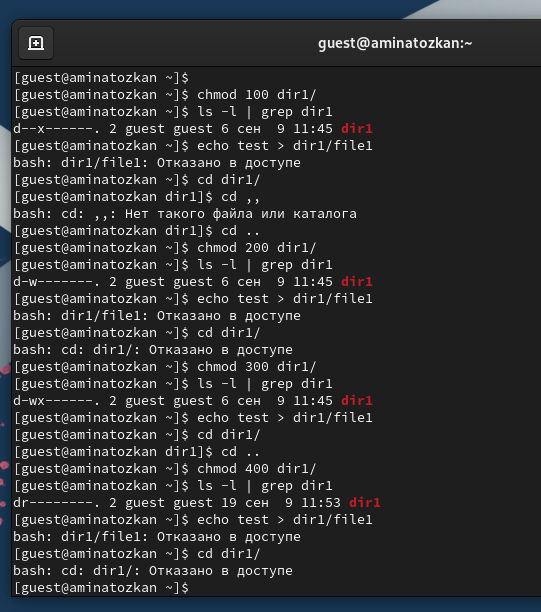 guest@aminatozkan:~
[guest@aminatozkan ~]$
[guest@aminatozkan ~]$ chmod 100 dir1/
[guest@aminatozkan ~]$ ls -l | grep dir1
d--x------. 2 guest guest 6 сен  9 11:45 dir1
[guest@aminatozkan ~]$ echo test > dir1/file1
bash: dir1/file1: Отказано в доступе
[guest@aminatozkan ~]$ cd dir1/
[guest@aminatozkan dir1]$ cd ,,
bash: cd: ,,: Нет такого файла или каталога
[guest@aminatozkan dir1]$ cd ..
[guest@aminatozkan ~]$ chmod 200 dir1/
[guest@aminatozkan ~]$ ls -l | grep dir1
d-w-------. 2 guest guest 6 сен  9 11:45 dir1
[guest@aminatozkan ~]$ echo test > dir1/file1
bash: dir1/file1: Отказано в доступе
[guest@aminatozkan ~]$ cd dir1/
bash: cd: dir1/: Отказано в доступе
[guest@aminatozkan ~]$ chmod 300 dir1/
[guest@aminatozkan ~]$ ls -l | grep dir1
d-wx------. 2 guest guest 6 сен  9 11:45 dir1
[guest@aminatozkan ~]$ echo test > dir1/file1
[guest@aminatozkan ~]$ cd dir1/
[guest@aminatozkan dir1]$ cd ..
[guest@aminatozkan ~]$ chmod 400 dir1/
[guest@aminatozkan ~]$ ls -l | grep dir1
dr--------. 2 guest guest 19 сен  9 11:53 dir1
[guest@aminatozkan ~]$ echo test > dir1/file1
bash: dir1/file1: Отказано в доступе
[guest@aminatozkan ~]$ cd dir1/
bash: cd: dir1/: Отказано в доступе
[guest@aminatozkan ~]$